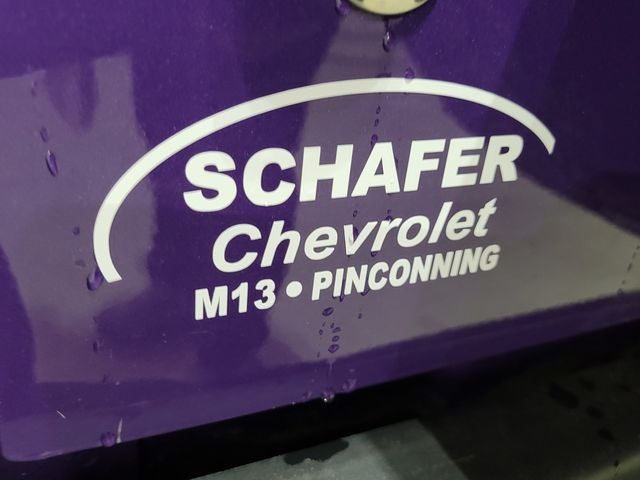 SCHAFER
Chevrolet
M13 • PINCONNING